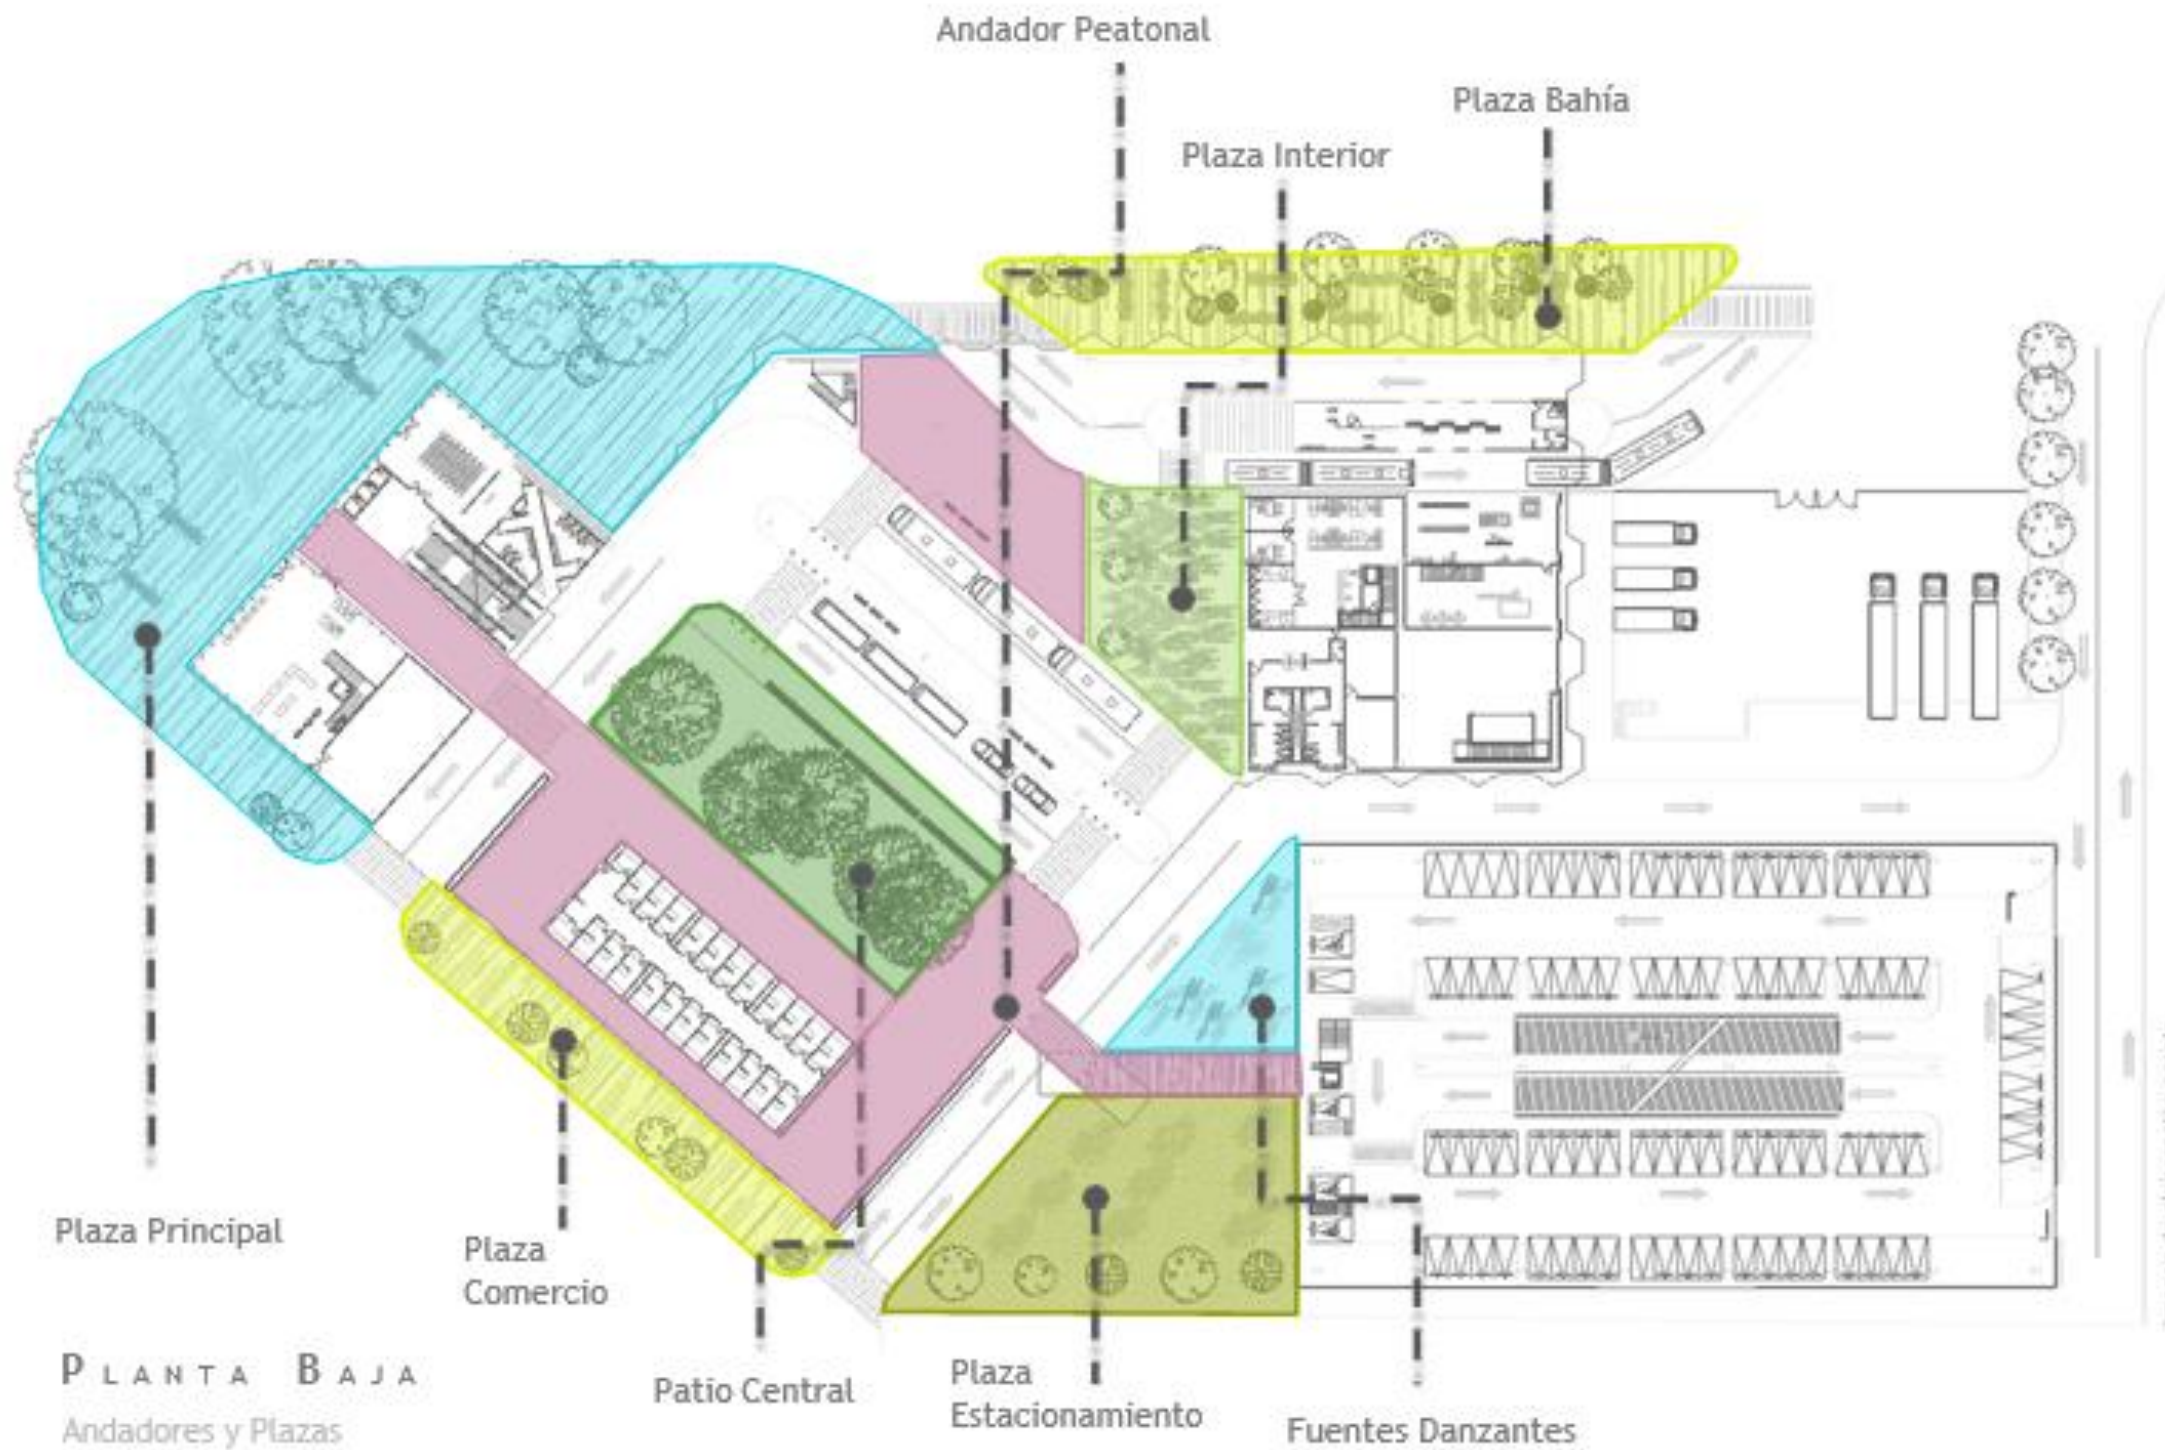 Andador Peatonal
Plaza Bahía
Plaza Interior
Plaza Principal
Plaza
Comercio
Patio Central
Plaza
Estacionamiento
Fuentes Danzantes
PLANTA BAJA
Andadores y Plazas